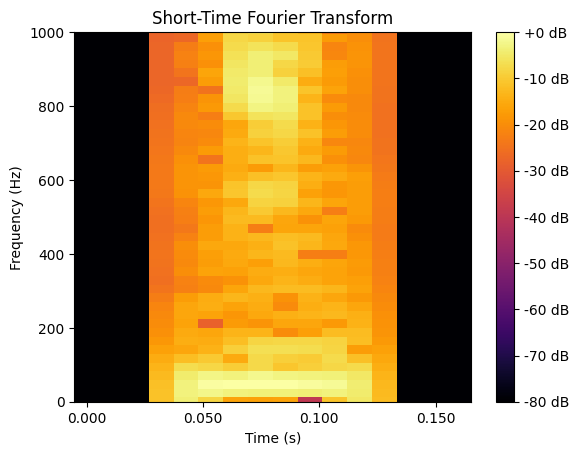 Short-Time Fourier Transform
1000
800
600
400
200
0
Frequency (Hz)
0.000
0.050
0.100
0.150
Time (s)
+0 dB
-10 dB
-20 dB
-30 dB
-40 dB
-50 dB
-60 dB
-70 dB
-80 dB